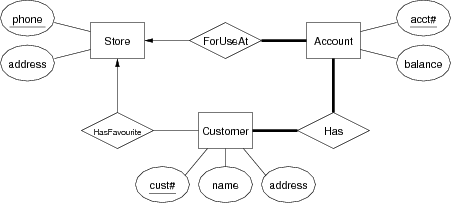 phone
acct#
Store
ForUseAt
Account
address
balance
HasFavourite
Customer
Has
cust#
name
address